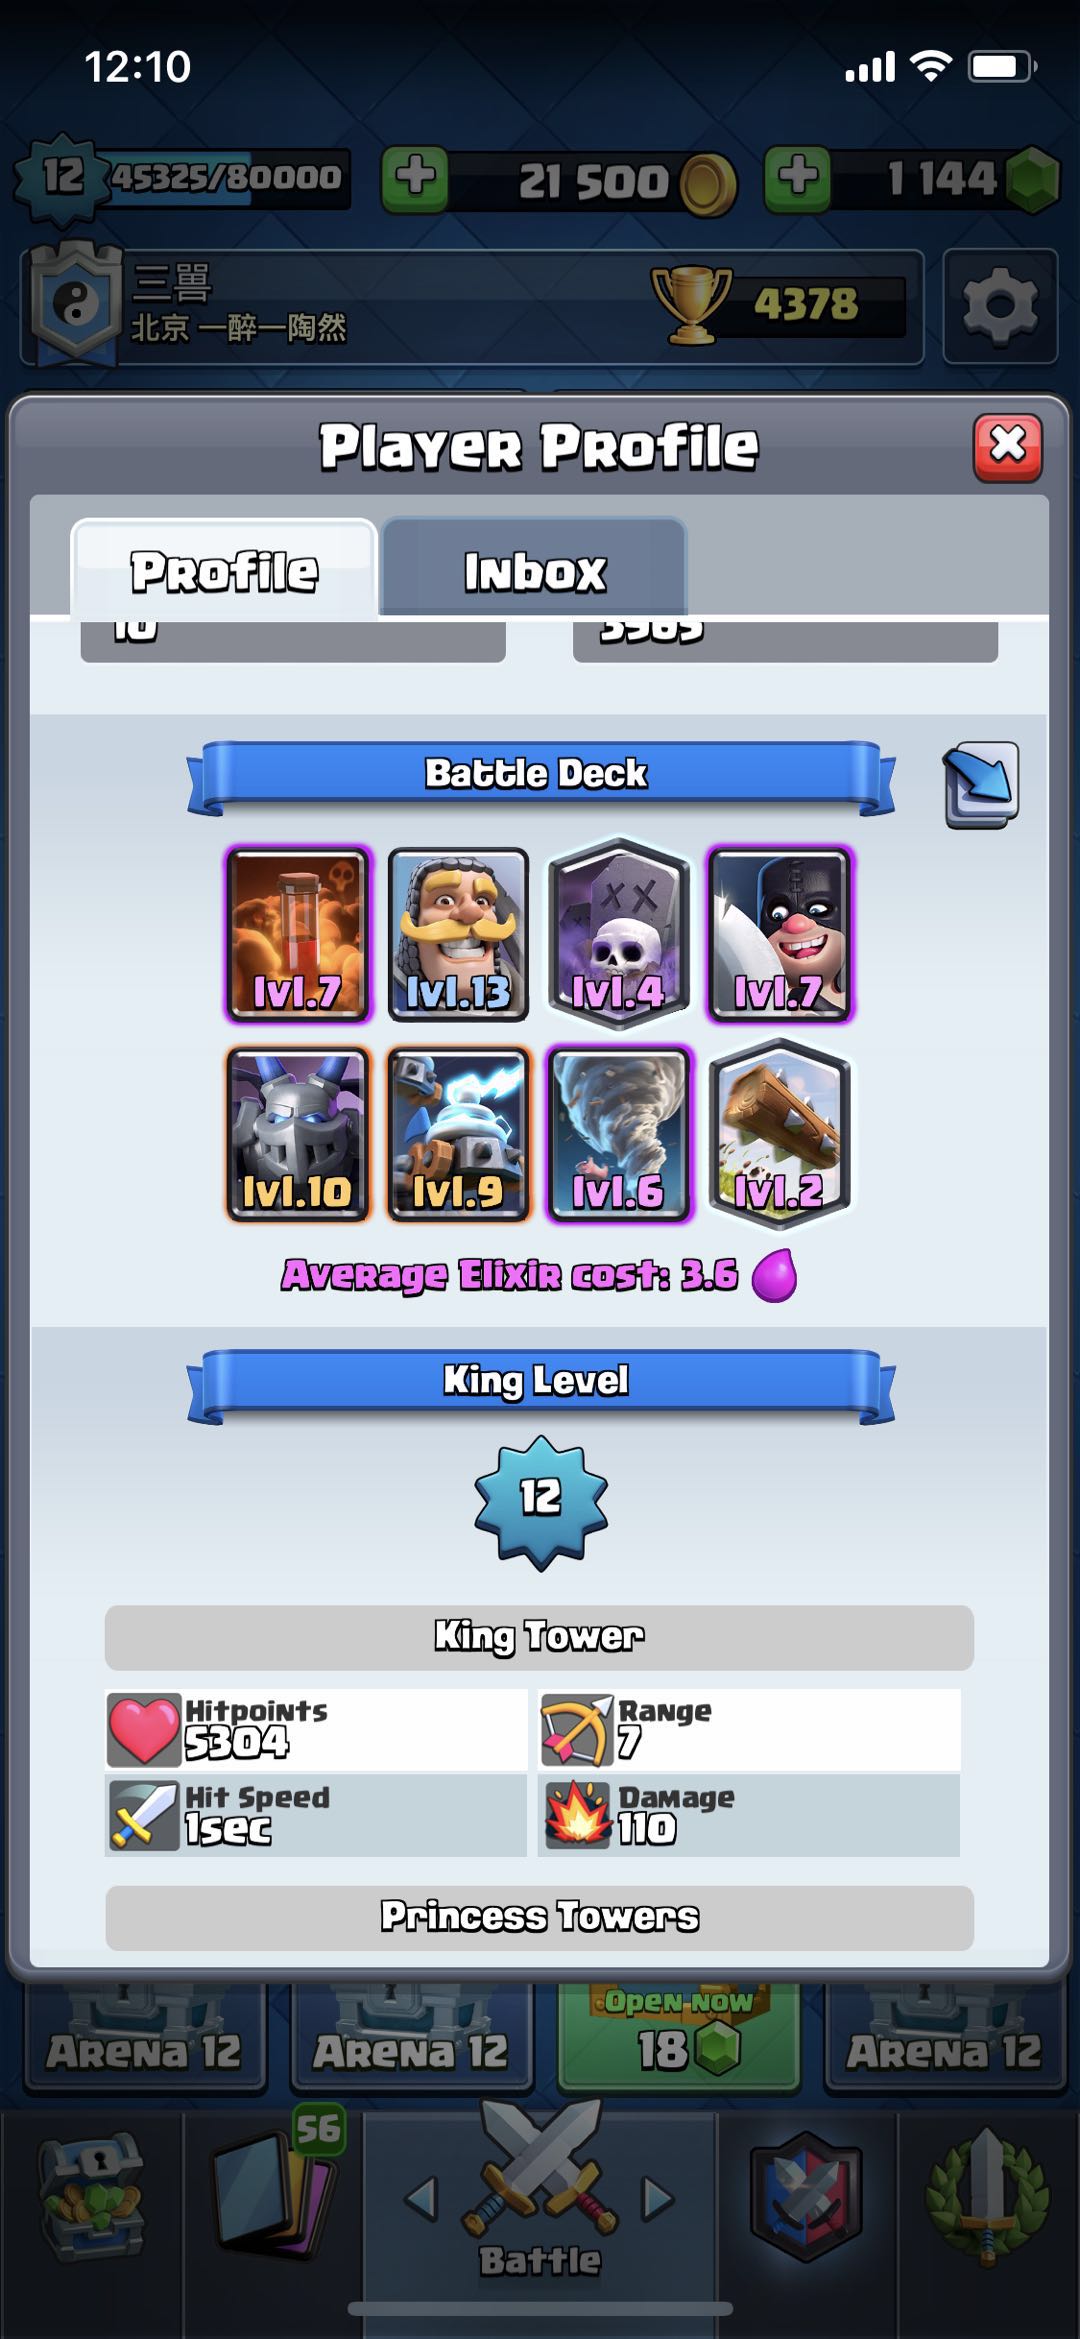 12:10
12 45325/80000 21 500 1 144
三嚣
北京 一醉一陶然
4378
Player Profile
Profile Inbox
10 3985
Battle Deck
lvl.7 lvl.13 lvl.4 lvl.7
lvl.10 lvl.9 lvl.6 lvl.2
Average Elixir cost: 3.6
King Level
12
King Tower
Hitpoints Range
5304 7
Hit Speed Damage
1sec 110
Princess Towers
Open now
Arena 12 Arena 12 18 Arena 12
56
Battle